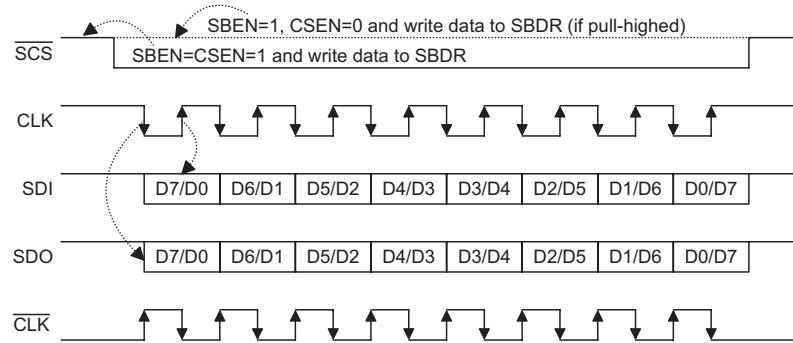 SBEN=1, CSEN=0 and write data to SBDR (if pull-highed)
SCS
SBEN=CSEN=1 and write data to SBDR
CLK
SDI D7/D0 D6/D1 D5/D2 D4/D3 D3/D4 D2/D5 D1/D6 D0/D7
SDO D7/D0 D6/D1 D5/D2 D4/D3 D3/D4 D2/D5 D1/D6 D0/D7
CLK